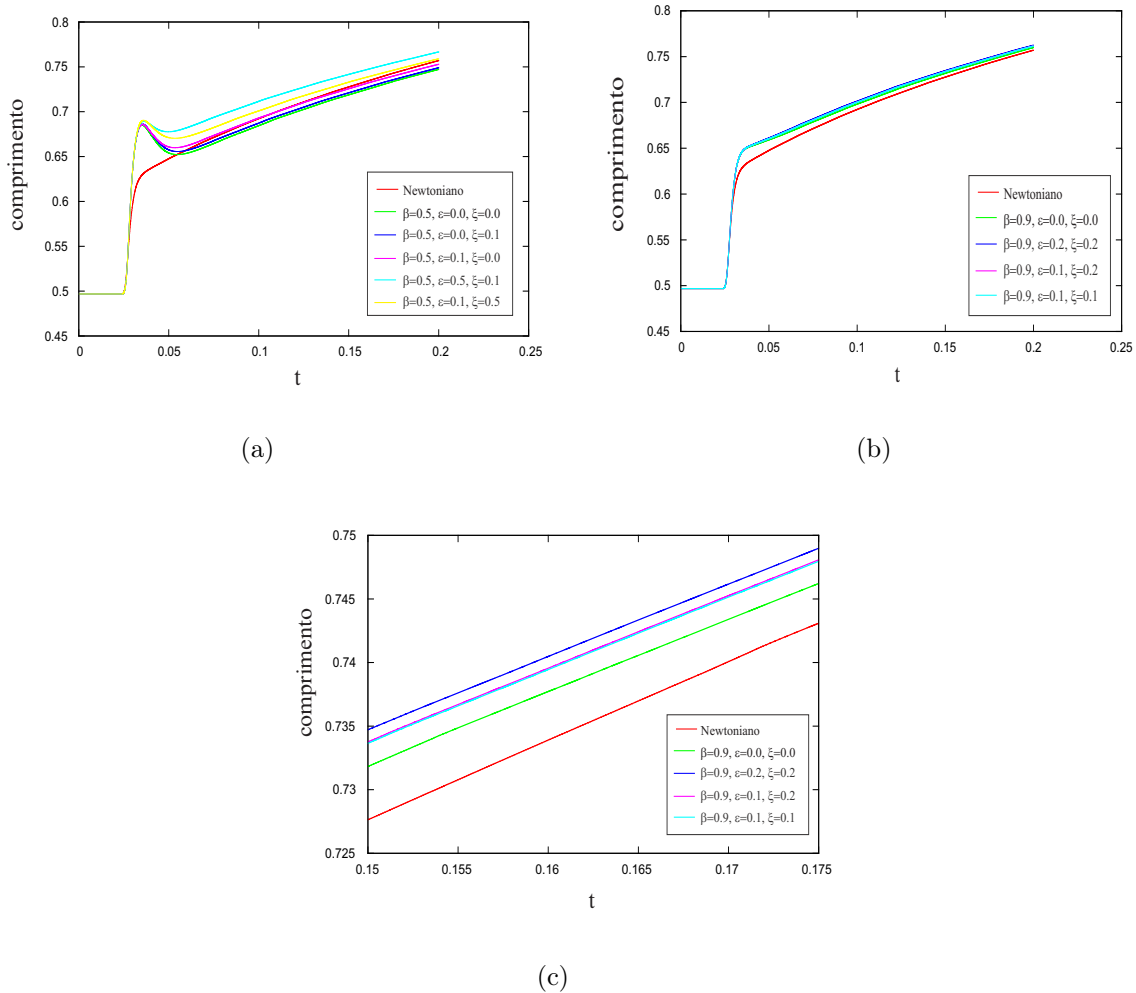 0.8
0.75
0.7
0.65
0.6
0.55
0.5
0.45
0
0.05
0.1
0.15
0.2
0.25
comprimento
t
Newtoniano
β=0.5, ε=0.0, ξ=0.0
β=0.5, ε=0.0, ξ=0.1
β=0.5, ε=0.1, ξ=0.0
β=0.5, ε=0.5, ξ=0.1
β=0.5, ε=0.1, ξ=0.5
(a)
0.8
0.75
0.7
0.65
0.6
0.55
0.5
0.45
0
0.05
0.1
0.15
0.2
0.25
comprimento
t
Newtoniano
β=0.9, ε=0.0, ξ=0.0
β=0.9, ε=0.2, ξ=0.2
β=0.9, ε=0.1, ξ=0.2
β=0.9, ε=0.1, ξ=0.1
(b)
0.75
0.745
0.74
0.735
0.73
0.725
0.15
0.155
0.16
0.165
0.17
0.175
comprimento
t
Newtoniano
β=0.9, ε=0.0, ξ=0.0
β=0.9, ε=0.2, ξ=0.2
β=0.9, ε=0.1, ξ=0.2
β=0.9, ε=0.1, ξ=0.1
(c)